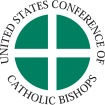 UNITED STATES CONFERENCE OF
CATHOLIC BISHOPS